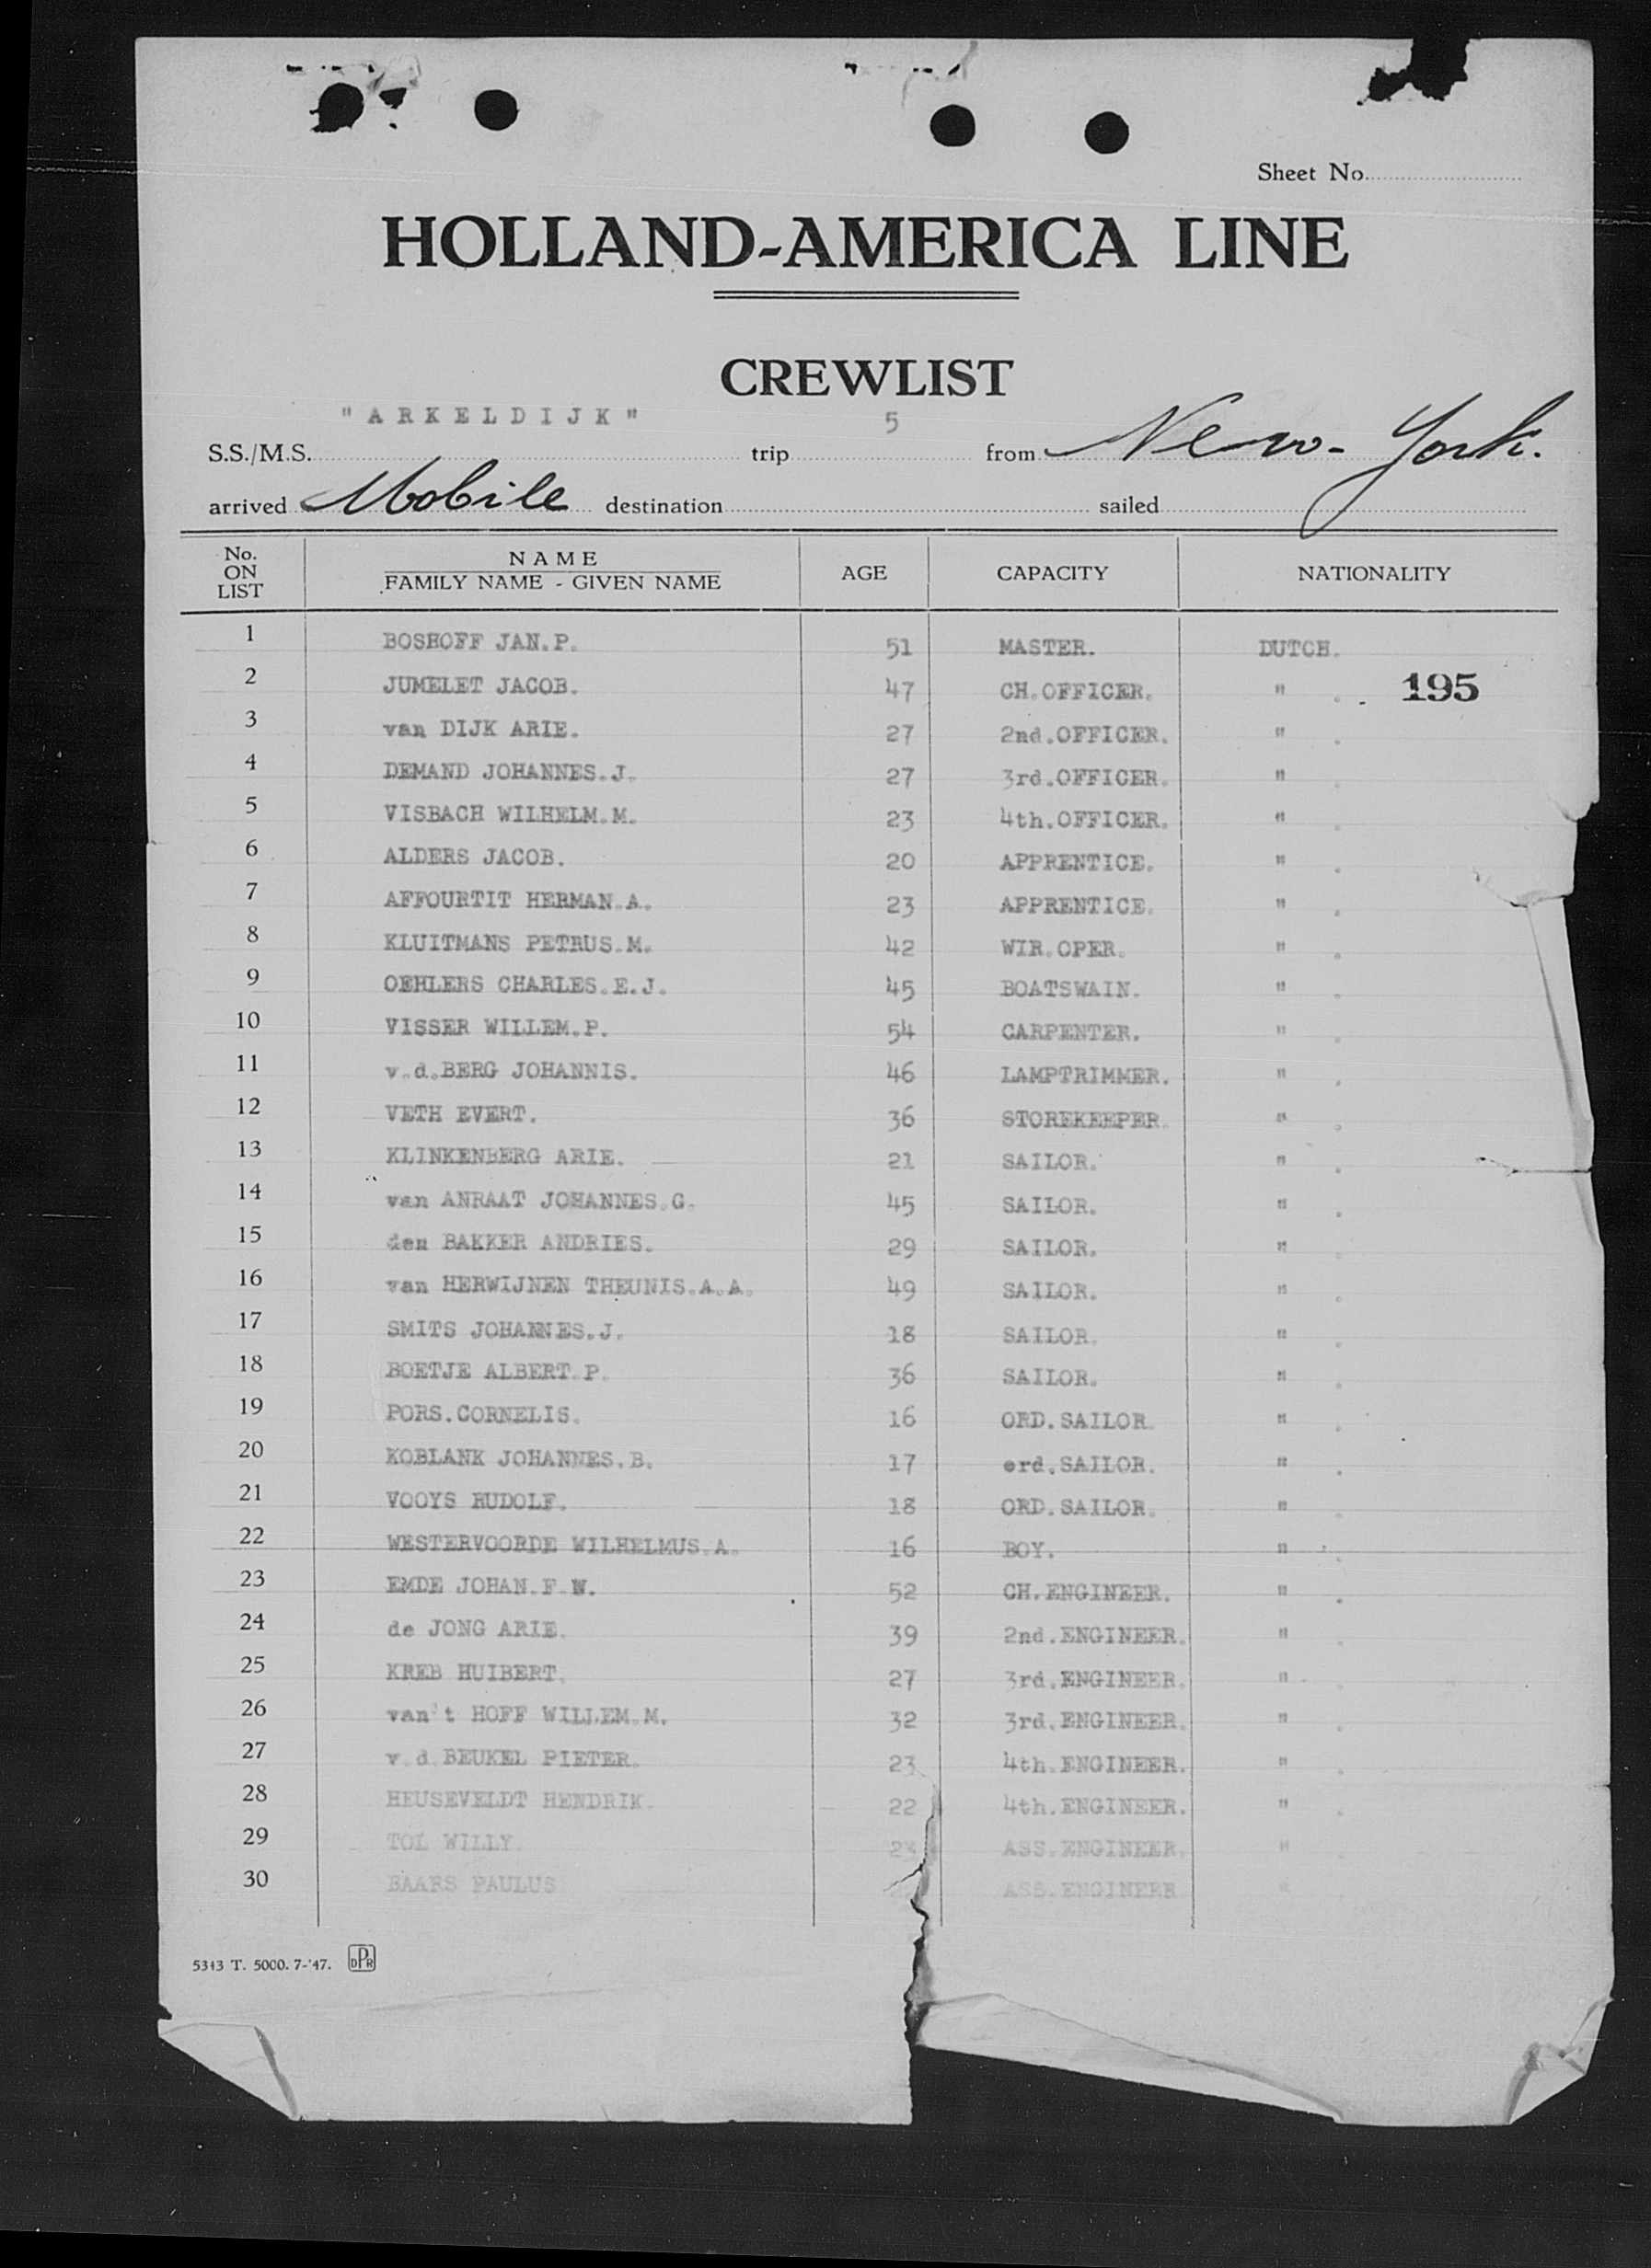 Sheet No.
HOLLAND-AMERICA LINE
CREWLIST
S.S./M.S. "ARKELDIJK" trip 5 from New-York.
arrived Mobile destination sailed
No. ON LIST NAME FAMILY NAME - GIVEN NAME AGE CAPACITY NATIONALITY
1 BOSHOFF JAN.P. 51 MASTER. DUTCH.
2 JUMELET JACOB. 47 CH.OFFICER. " . 195
3 van DIJK ARIE. 27 2nd.OFFICER. " .
4 DEMAND JOHANNES.J. 27 3rd.OFFICER. " .
5 VISBACH WILHELM.M. 23 4th.OFFICER. " .
6 ALDERS JACOB. 20 APPRENTICE. " .
7 AFFOURTIT HERMAN.A. 23 APPRENTICE. " .
8 KLUITMANS PETRUS.M. 42 WIR.OPER. " .
9 OEHLERS CHARLES.E.J. 45 BOATSWAIN. " .
10 VISSER WILLEM.P. 54 CARPENTER. " .
11 v.d.BERG JOHANNIS. 46 LAMPTRIMMER. " .
12 VETH EVERT. 36 STOREKEEPER. " .
13 KLINKENBERG ARIE. 21 SAILOR. " .
14 van ANRAAT JOHANNES.G. 45 SAILOR. " .
15 den BAKKER ANDRIES. 29 SAILOR. " .
16 van HERWIJNEN THEUNIS.A.A. 49 SAILOR. " .
17 SMITS JOHANNES.J. 18 SAILOR. " .
18 BOETJE ALBERT.P. 36 SAILOR. " .
19 PORS.CORNELIS. 16 ORD.SAILOR. " .
20 KOBLANK JOHANNES.B. 17 erd.SAILOR. " .
21 VOOYS RUDOLF. 18 ORD.SAILOR. " .
22 WESTERVOORDE WILHELMUS.A. 16 BOY. " .
23 EMDE JOHAN.F.W. 52 CH.ENGINEER. " .
24 de JONG ARIE. 39 2nd.ENGINEER. " .
25 KREB HUIBERT. 27 3rd.ENGINEER. " .
26 van't HOFF WILLEM.M. 32 3rd.ENGINEER. " .
27 v.d.BEUKEL PIETER. 23 4th.ENGINEER. " .
28 HEUSEVELDT HENDRIK. 22 4th.ENGINEER. " .
29 TOL WILLY. ASS.ENGINEER. " .
30 BAARS PAULUS ASS.ENGINEER "
5343 T. 5000. 7-'47. DPR